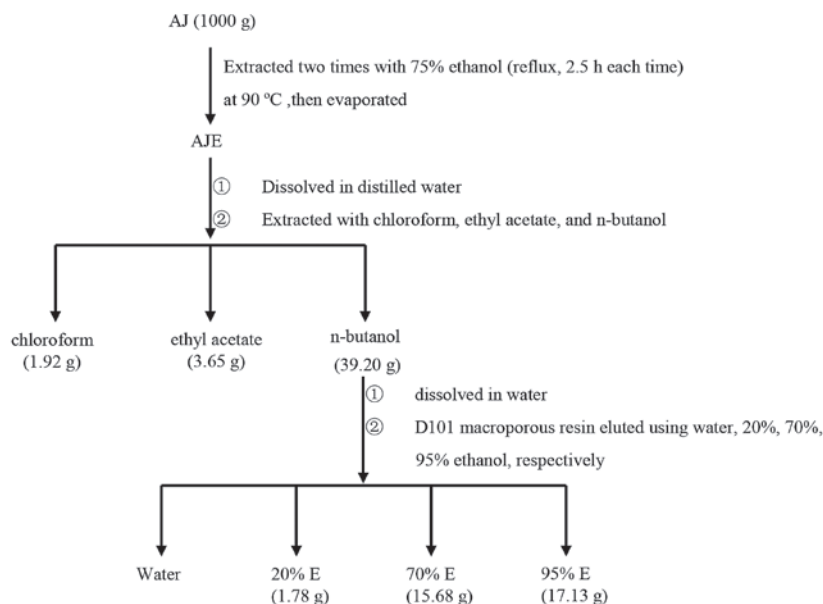 AJ (1000 g)
Extracted two times with 75% ethanol (reflux, 2.5 h each time)
at 90 ºC ,then evaporated
AJE
① Dissolved in distilled water
② Extracted with chloroform, ethyl acetate, and n-butanol
chloroform ethyl acetate n-butanol
(1.92 g) (3.65 g) (39.20 g)
① dissolved in water
② D101 macroporous resin eluted using water, 20%, 70%,
95% ethanol, respectively
Water 20% E 70% E 95% E
(1.78 g) (15.68 g) (17.13 g)